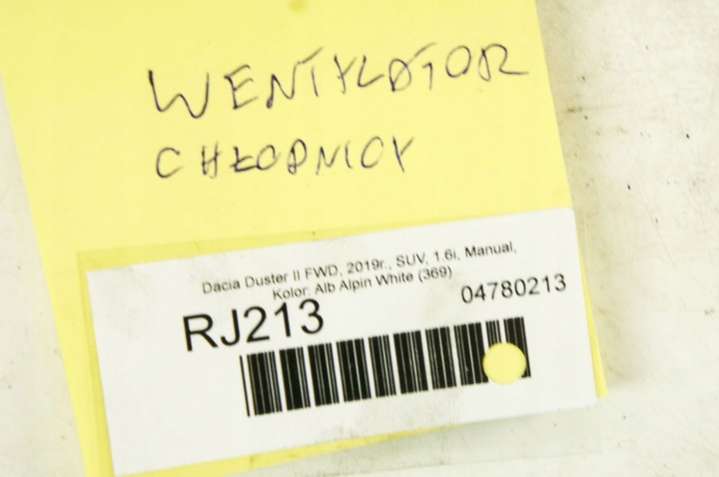 WENTYLATOR
CHŁODNICY
Dacia Duster II FWD, 2019r., SUV, 1.6i, Manual,
Kolor: Alb Alpin White (369)
RJ213
04780213